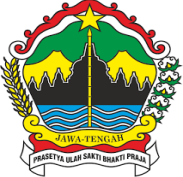 JAWA-TENGAH
PRASETYA ULAH SAKTI BHAKTI PRAJA